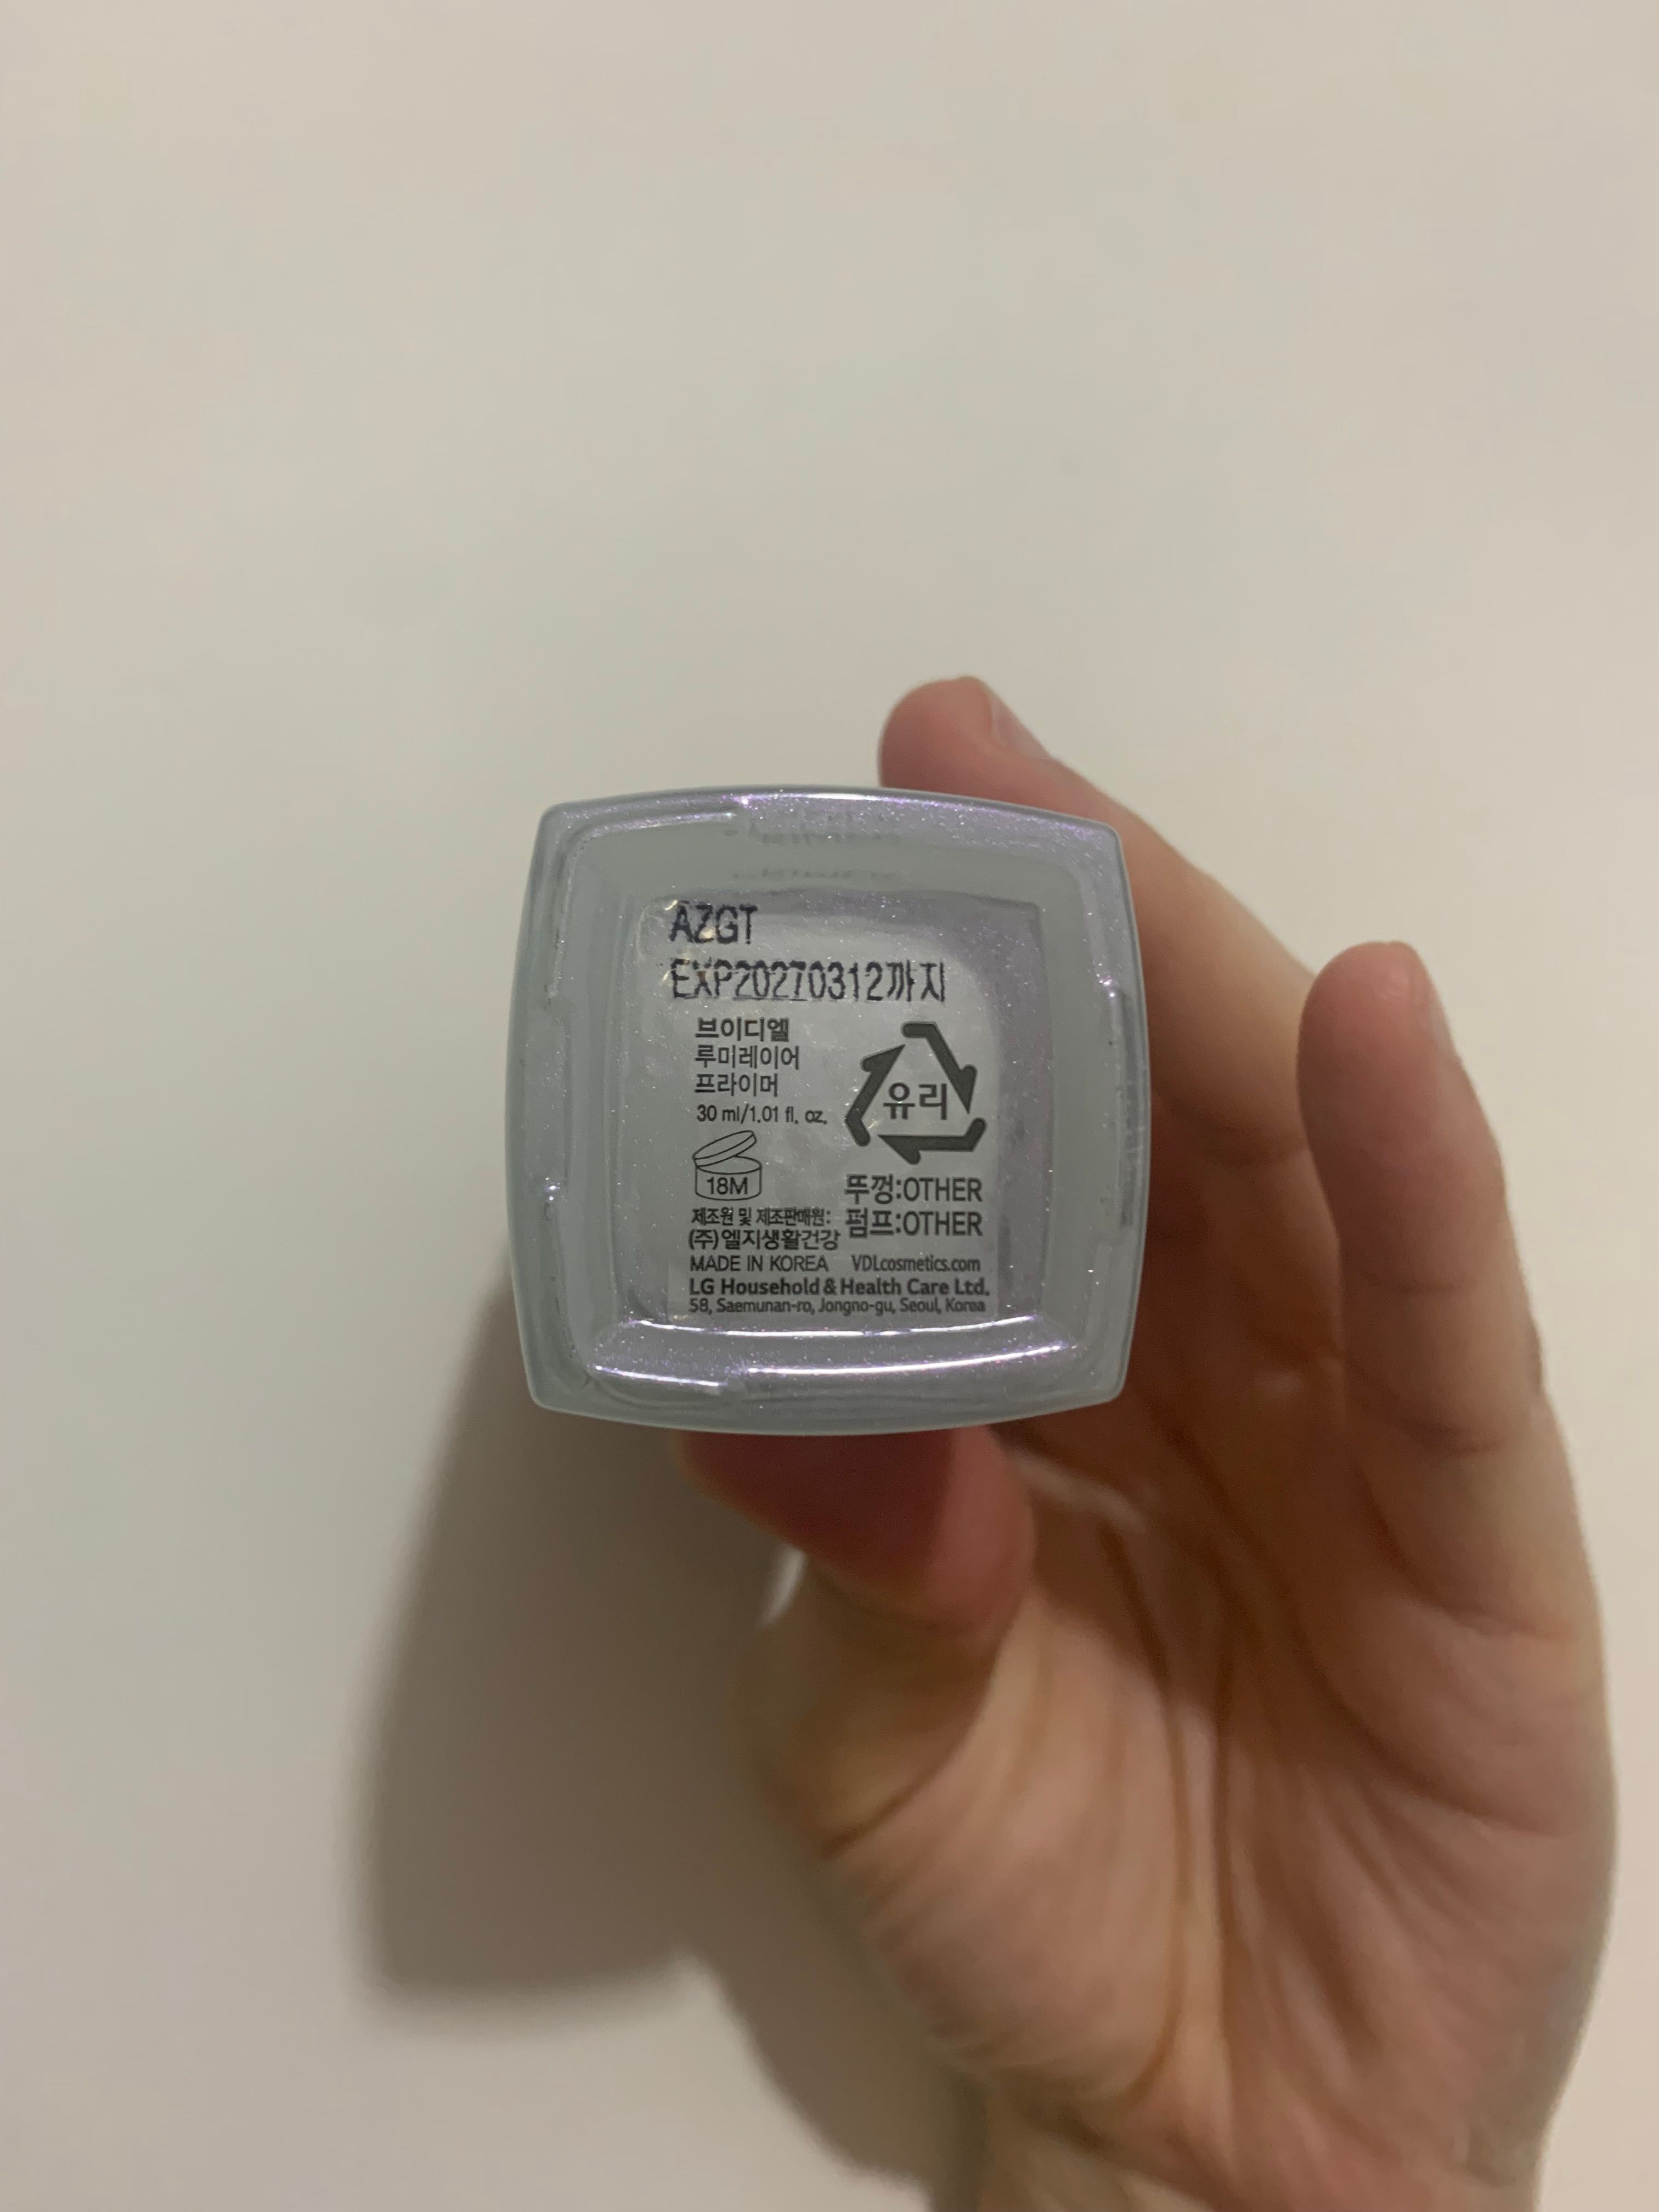 AZGT
EXP20270312까지
브이디엘
루미레이어
프라이머
30 ml/1.01 fl. oz.
18M
유리
뚜껑:OTHER
펌프:OTHER
제조원 및 제조판매원:
(주)엘지생활건강
MADE IN KOREA VDLcosmetics.com
LG Household & Health Care Ltd.
58, Saemunan-ro, Jongno-gu, Seoul, Korea